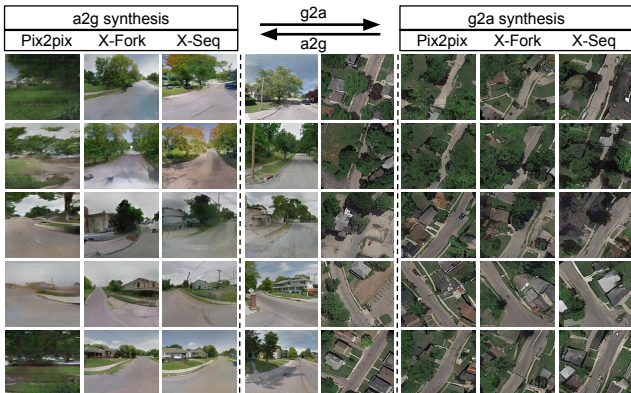 a2g synthesis
g2a
a2g
g2a synthesis
Pix2pix X-Fork X-Seq
Pix2pix X-Fork X-Seq